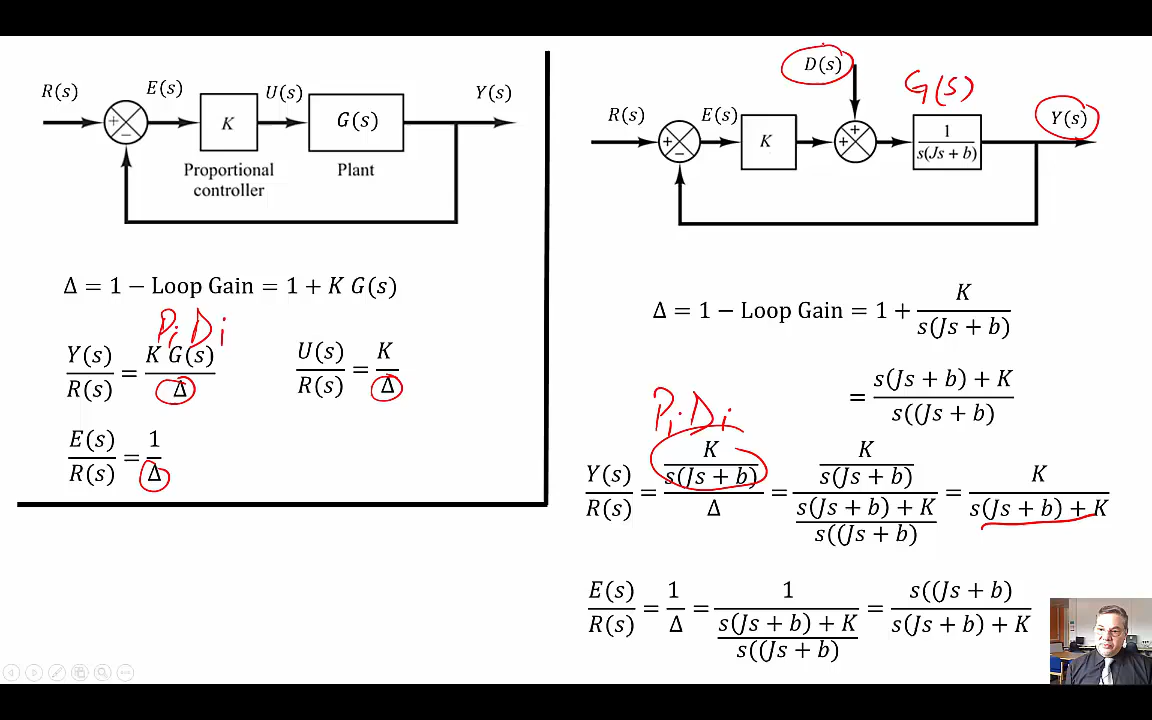 R(s) E(s) U(s) Y(s)
+ − K G(s)
Proportional controller
Plant
Δ = 1 − Loop Gain = 1 + K G(s)
Pi Di
Y(s)/R(s) = K G(s)/Δ
U(s)/R(s) = K/Δ
E(s)/R(s) = 1/Δ
D(s) G(s)
R(s) E(s) Y(s)
+ − K + + 1/s(Js + b)
Δ = 1 − Loop Gain = 1 + K/s(Js + b)
= s(Js + b) + K/s((Js + b)
Pi Di
Y(s)/R(s) = K/s(Js + b)/Δ = K/s(Js + b)/s(Js + b) + K/s((Js + b) = K/s(Js + b) + K
E(s)/R(s) = 1/Δ = 1/s(Js + b) + K/s((Js + b) = s((Js + b)/s(Js + b) + K